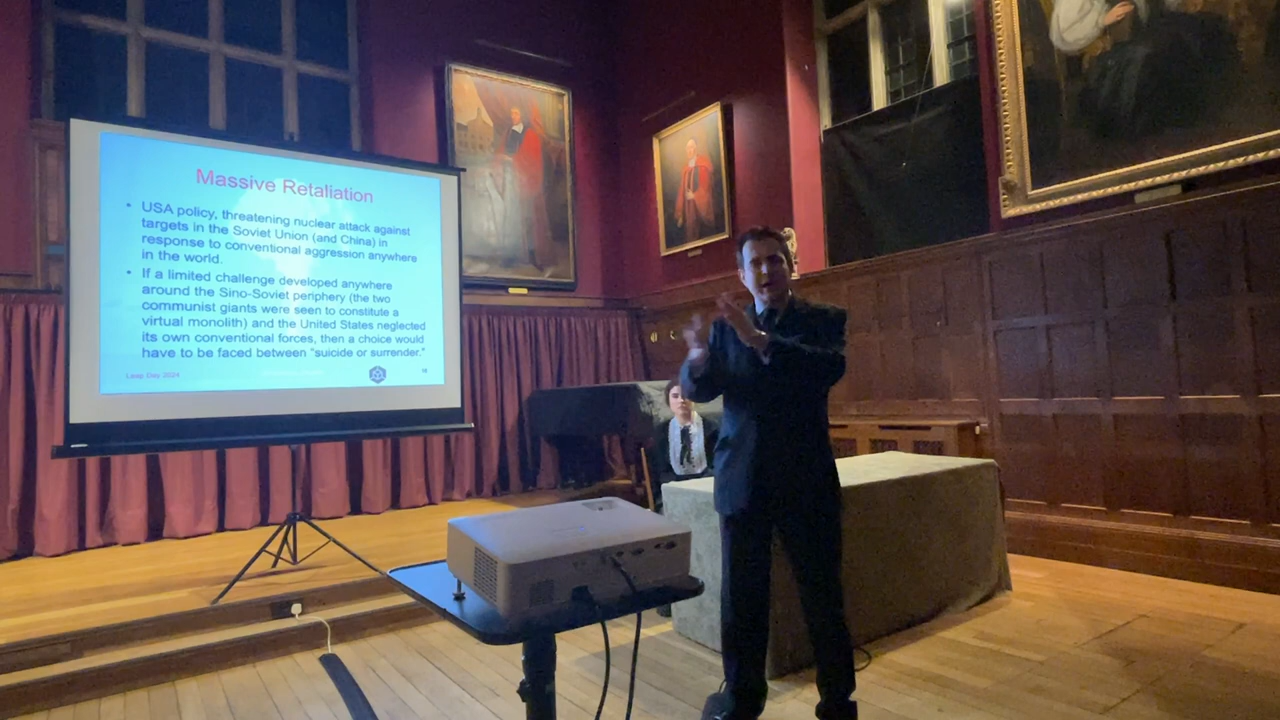 Massive Retaliation
• USA policy, threatening nuclear attack against
targets in the Soviet Union (and China) in
response to conventional aggression anywhere
in the world.
• If a limited challenge developed anywhere
around the Sino-Soviet periphery (the two
communist giants were seen to constitute a
virtual monolith) and the United States neglected
its own conventional forces, then a choice would
have to be faced between “suicide or surrender.”
Leap Day 2024